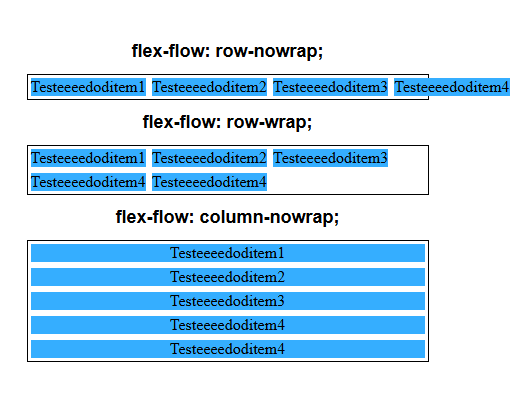 flex-flow: row-nowrap;
Testeeeedoditem1 Testeeeedoditem2 Testeeeedoditem3 Testeeeedoditem4
flex-flow: row-wrap;
Testeeeedoditem1 Testeeeedoditem2 Testeeeedoditem3
Testeeeedoditem4 Testeeeedoditem4
flex-flow: column-nowrap;
Testeeeedoditem1
Testeeeedoditem2
Testeeeedoditem3
Testeeeedoditem4
Testeeeedoditem4